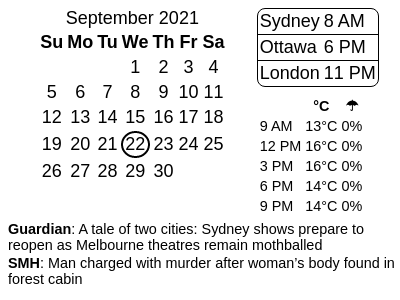 September 2021
Su Mo Tu We Th Fr Sa
1 2 3 4
5 6 7 8 9 10 11
12 13 14 15 16 17 18
19 20 21 22 23 24 25
26 27 28 29 30
Sydney 8 AM
Ottawa 6 PM
London 11 PM
°C ☂
9 AM 13°C 0%
12 PM 16°C 0%
3 PM 16°C 0%
6 PM 14°C 0%
9 PM 14°C 0%
Guardian: A tale of two cities: Sydney shows prepare to
reopen as Melbourne theatres remain mothballed
SMH: Man charged with murder after woman’s body found in
forest cabin